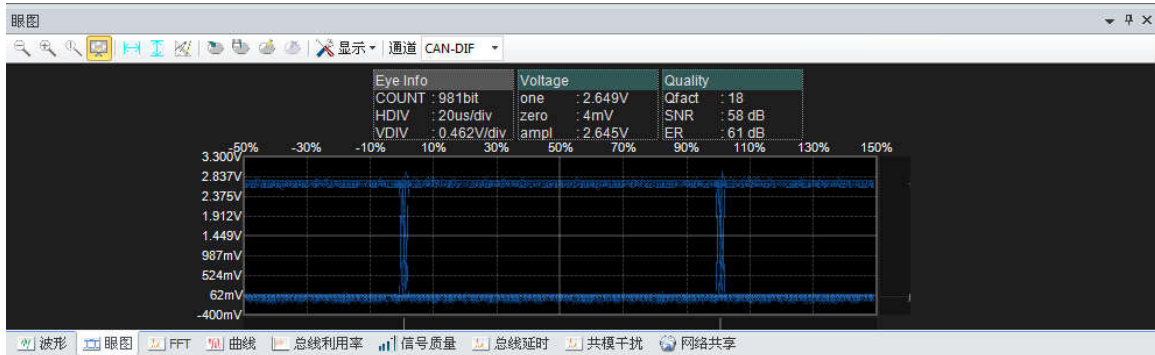 眼图
显示 通道 CAN-DIF
Eye Info Voltage Quality
COUNT : 981bit one : 2.649V Qfact : 18
HDIV : 20us/div zero : 4mV SNR : 58 dB
VDIV : 0.462V/div ampl : 2.645V ER : 61 dB
-50% -30% -10% 10% 30% 50% 70% 90% 110% 130% 150%
3.300V
2.837V
2.375V
1.912V
1.449V
987mV
524mV
62mV
-400mV
波形 眼图 FFT 曲线 总线利用率 信号质量 总线延时 共模干扰 网络共享